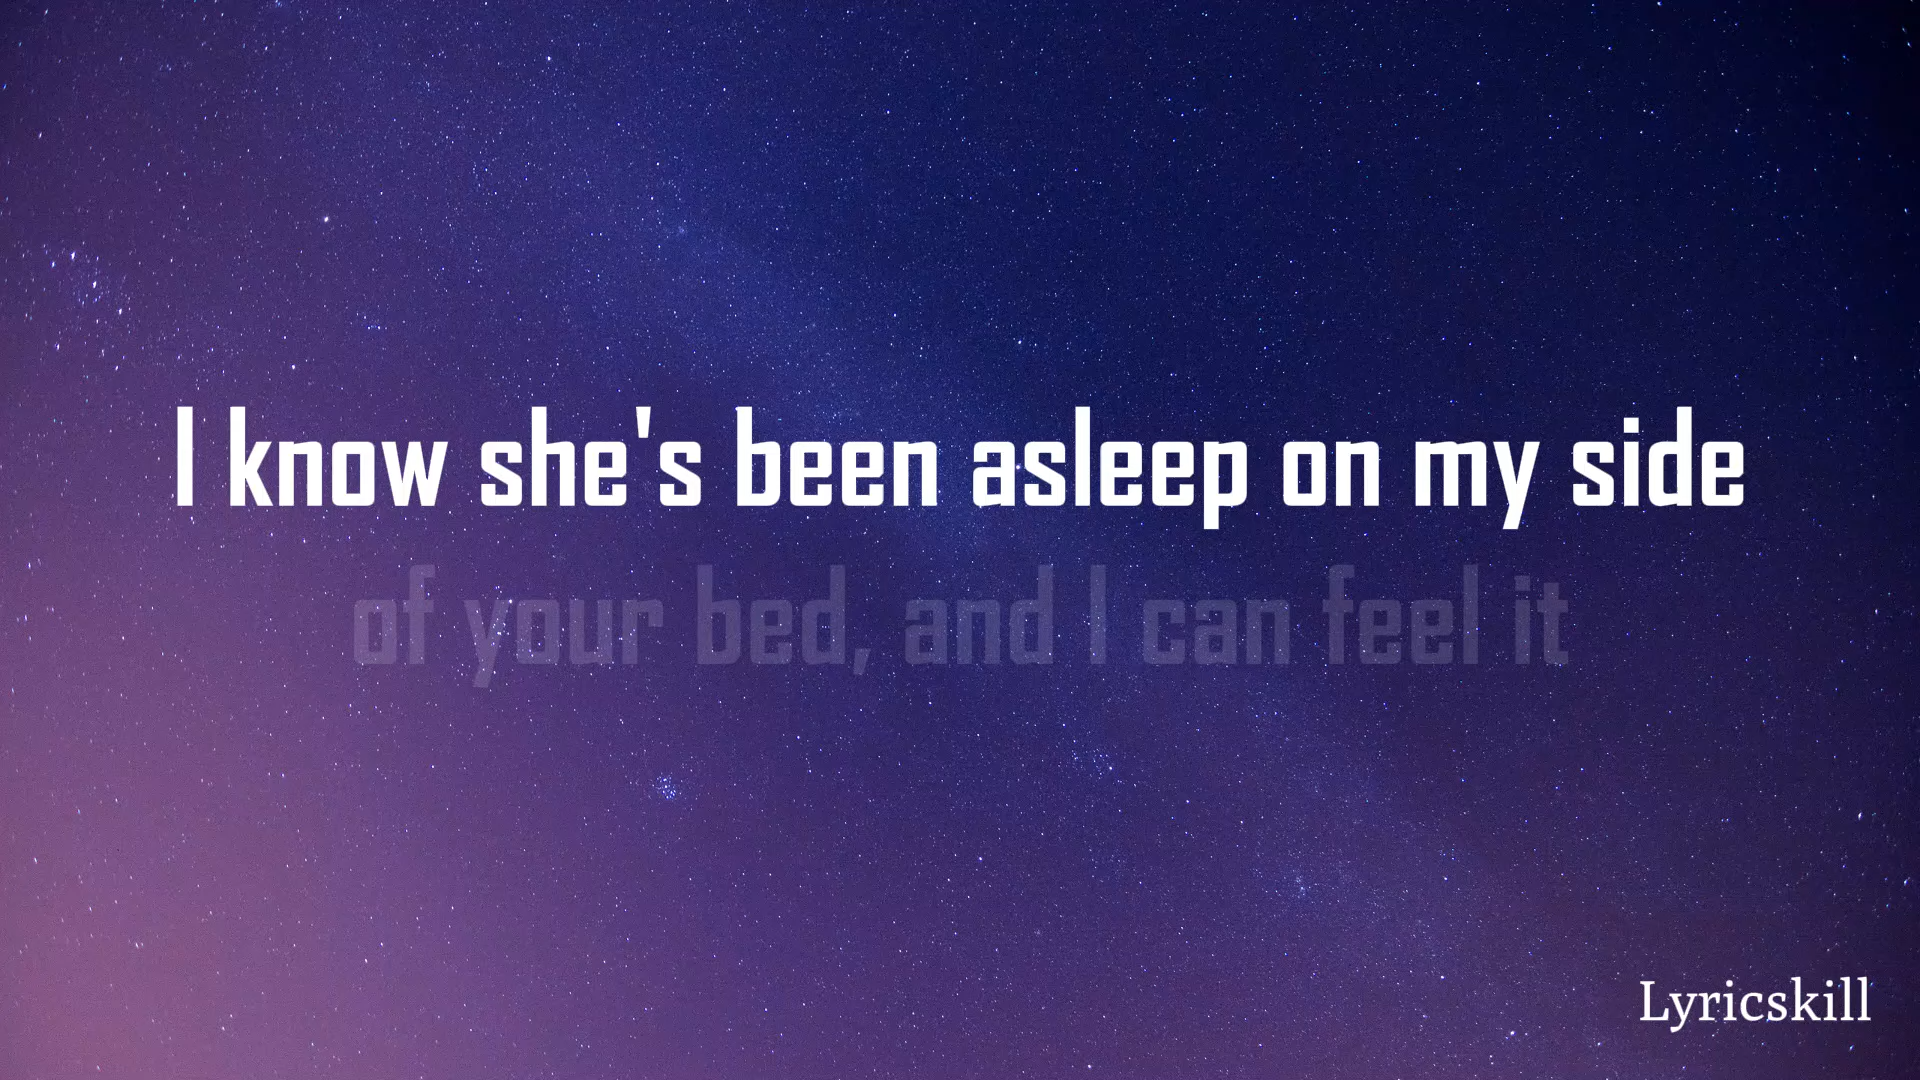 I know she's been asleep on my side
of your bed, and I can feel it
Lyricskill